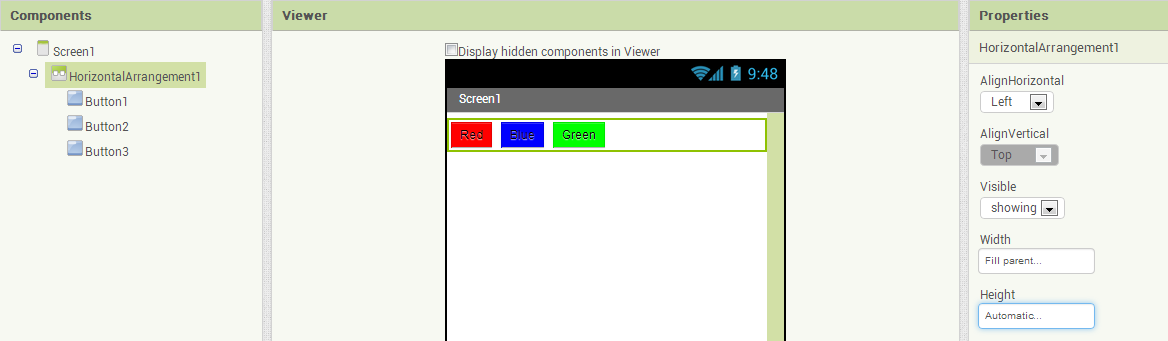 Components
Screen1
HorizontalArrangement1
Button1
Button2
Button3
Viewer
Display hidden components in Viewer
9:48
Screen1
Red Blue Green
Properties
HorizontalArrangement1
AlignHorizontal
Left
AlignVertical
Top
Visible
showing
Width
Fill parent...
Height
Automatic...